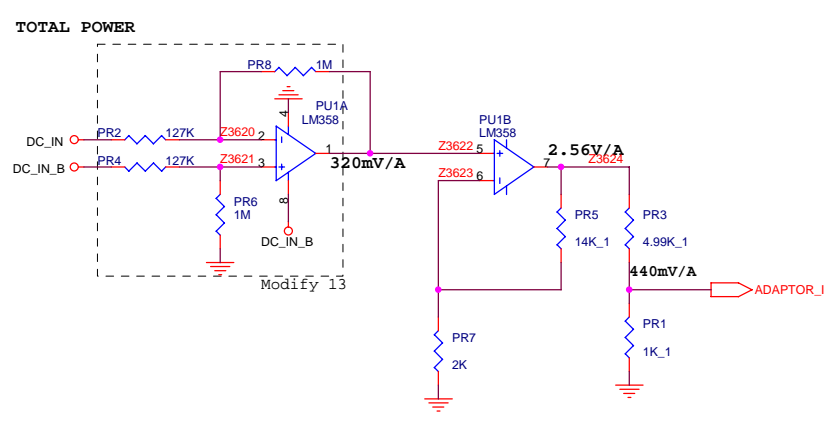 TOTAL POWER
PR8 1M
PU1A
LM358
4
DC_IN PR2 127K Z3620 2
DC_IN_B PR4 127K Z3621 3
1
320mV/A
PR6
1M
8
DC_IN_B
Modify 13
PU1B
LM358
Z3622 5
Z3623 6
7
2.56V/A
Z3624
PR5
14K_1
PR3
4.99K_1
440mV/A
ADAPTOR_I
PR7
2K
PR1
1K_1